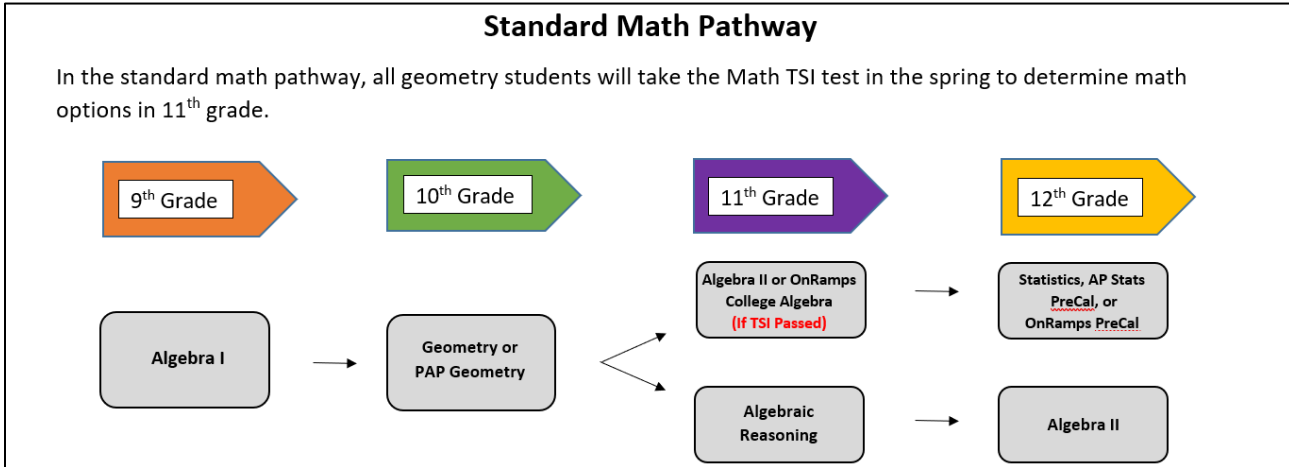 Standard Math Pathway
In the standard math pathway, all geometry students will take the Math TSI test in the spring to determine math
options in 11th grade.
9th Grade
10th Grade
11th Grade
12th Grade
Algebra I
Geometry or
PAP Geometry
Algebra II or OnRamps
College Algebra
(If TSI Passed)
Statistics, AP Stats
PreCal, or
OnRamps PreCal
Algebraic
Reasoning
Algebra II